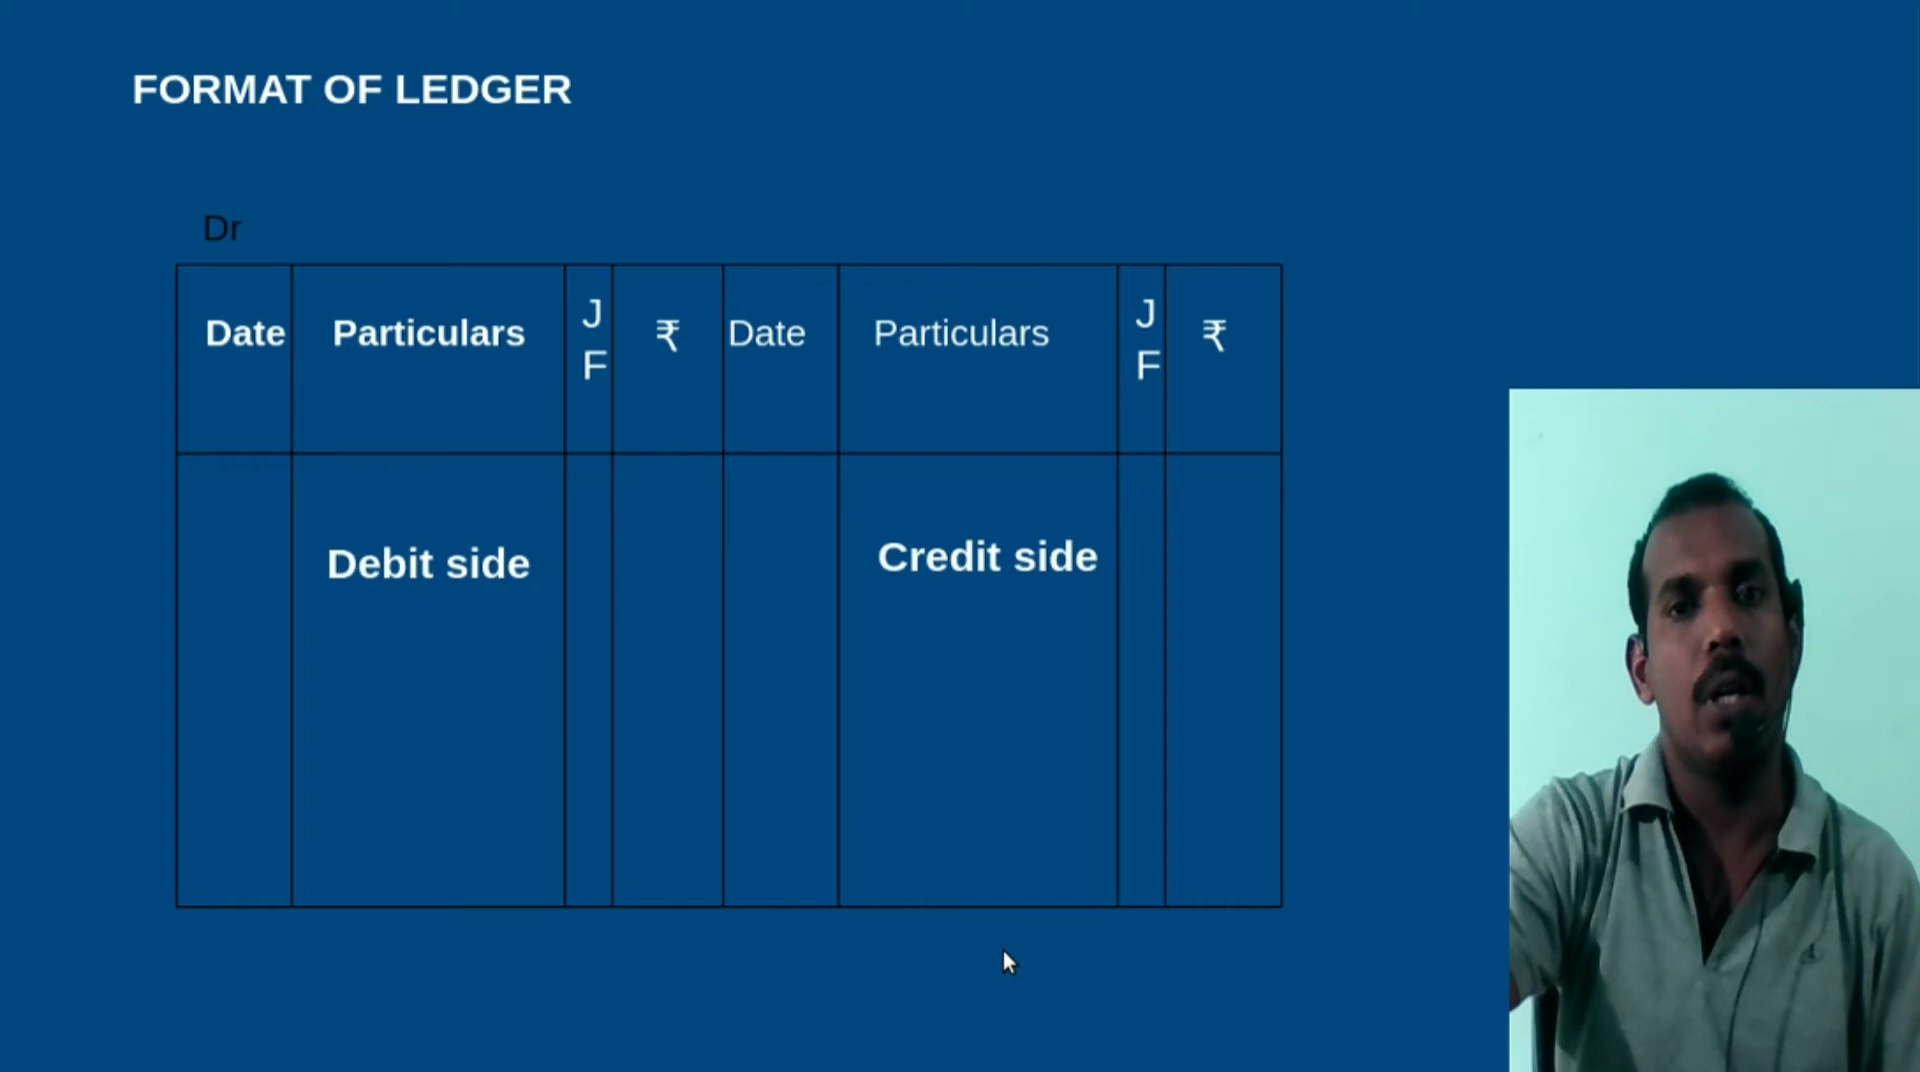 FORMAT OF LEDGER
Dr
Date Particulars J F ₹ Date Particulars J F ₹
Debit side Credit side